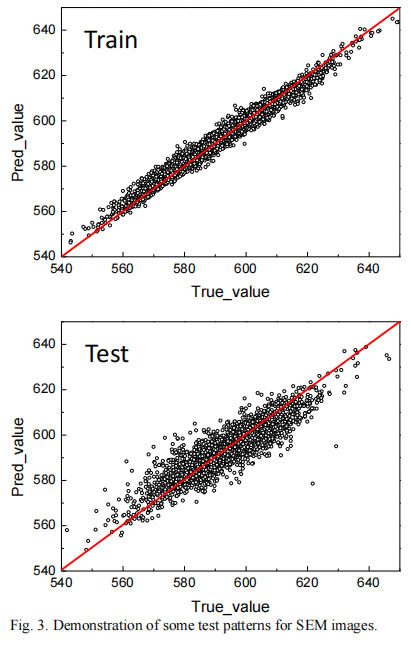 Train
640
620
600
580
560
540
540 560 580 600 620 640
Pred_value
True_value
Test
640
620
600
580
560
540
540 560 580 600 620 640
Pred_value
True_value
Fig. 3. Demonstration of some test patterns for SEM images.